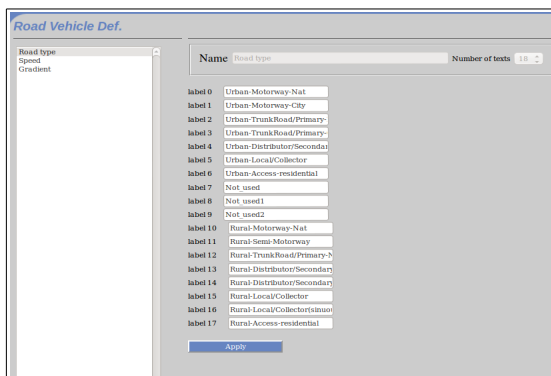 Road Vehicle Def.
Road type
Speed
Gradient
Name Road type Number of texts 18
label 0 Urban-Motorway-Nat
label 1 Urban-Motorway-City
label 2 Urban-TrunkRoad/Primary-
label 3 Urban-TrunkRoad/Primary-
label 4 Urban-Distributor/Secondar
label 5 Urban-Local/Collector
label 6 Urban-Access-residential
label 7 Not_used
label 8 Not_used1
label 9 Not_used2
label 10 Rural-Motorway-Nat
label 11 Rural-Semi-Motorway
label 12 Rural-TrunkRoad/Primary-N
label 13 Rural-Distributor/Secondary
label 14 Rural-Distributor/Secondary
label 15 Rural-Local/Collector
label 16 Rural-Local/Collector(sinuou
label 17 Rural-Access-residential
Apply